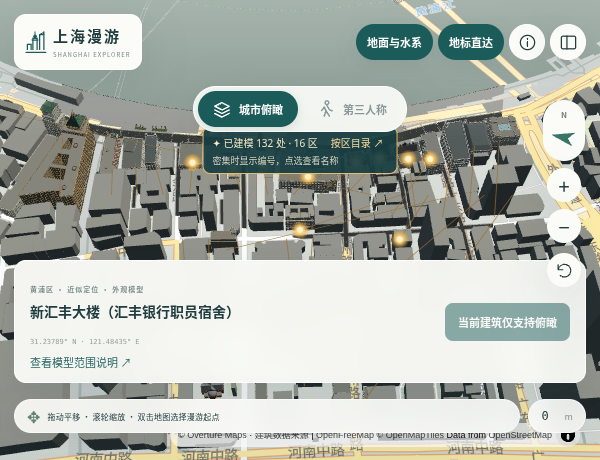 上海漫游
SHANGHAI EXPLORER
地面与水系
地标直达
城市俯瞰
第三人称
N
✦ 已建模 132 处 · 16 区 按区目录 ↗
密集时显示编号，点选查看名称
+
−
黄浦区 · 近似定位 · 外观模型
新汇丰大楼（汇丰银行职员宿舍）
当前建筑仅支持俯瞰
31.23789° N · 121.48435° E
查看模型范围说明 ↗
拖动平移 · 滚轮缩放 · 双击地图选择漫游起点
0 m
© Overture Maps · 建筑数据来源 | OpenFreeMap © OpenMapTiles Data from OpenStreetMap
河南中路 河南中路 河南中路 河南中路